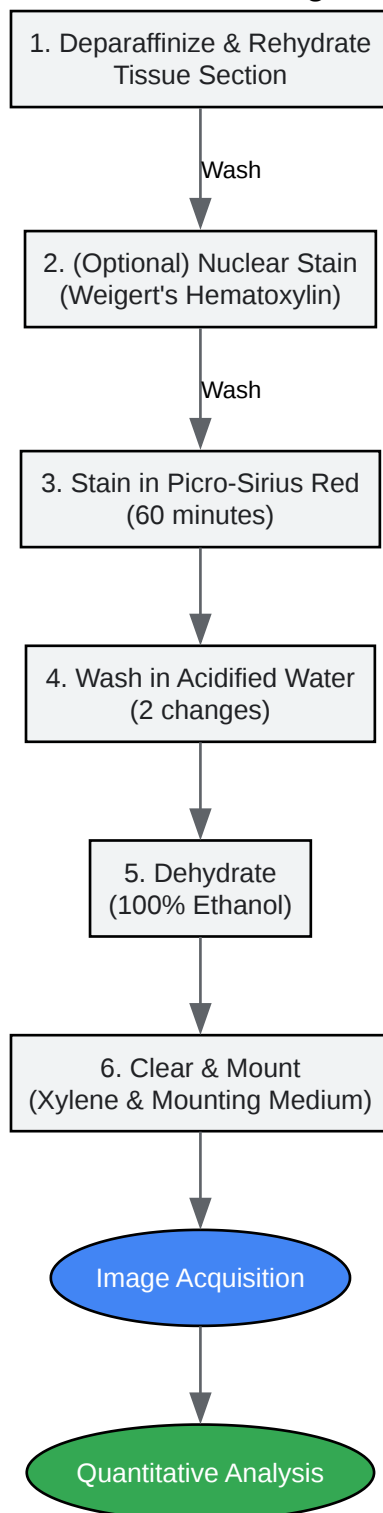 1. Deparaffinize & Rehydrate
Tissue Section
Wash
2. (Optional) Nuclear Stain
(Weigert's Hematoxylin)
Wash
3. Stain in Picro-Sirius Red
(60 minutes)
4. Wash in Acidified Water
(2 changes)
5. Dehydrate
(100% Ethanol)
6. Clear & Mount
(Xylene & Mounting Medium)
Image Acquisition
Quantitative Analysis